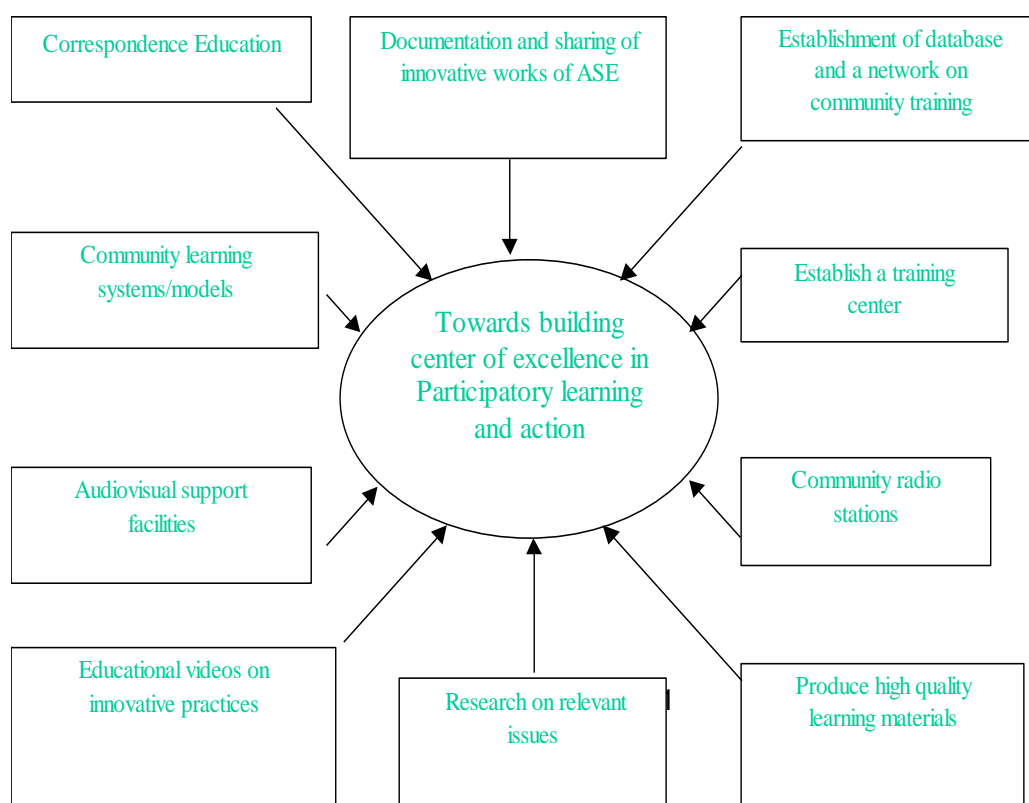 Correspondence Education
Documentation and sharing of
innovative works of ASE
Establishment of database
and a network on
community training
Community learning
systems/models
Establish a training
center
Towards building
center of excellence in
Participatory learning
and action
Audiovisual support
facilities
Community radio
stations
Educational videos on
innovative practices
Research on relevant
issues
Produce high quality
learning materials